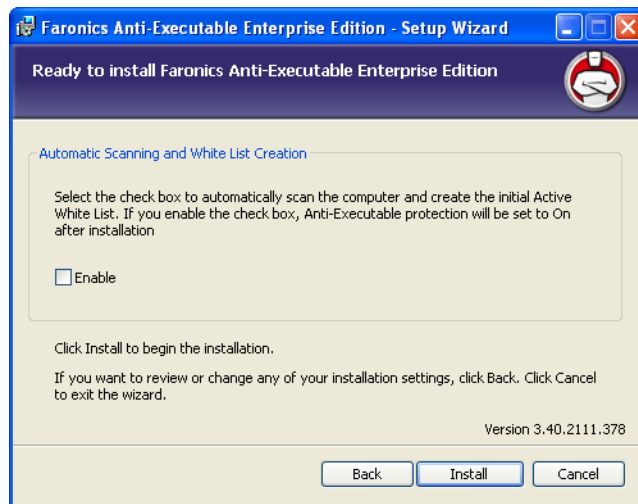 Faronics Anti-Executable Enterprise Edition - Setup Wizard
Ready to install Faronics Anti-Executable Enterprise Edition
Automatic Scanning and White List Creation
Select the check box to automatically scan the computer and create the initial Active
White List. If you enable the check box, Anti-Executable protection will be set to On
after installation
Enable
Click Install to begin the installation.
If you want to review or change any of your installation settings, click Back. Click Cancel
to exit the wizard.
Version 3.40.2111.378
Back Install Cancel